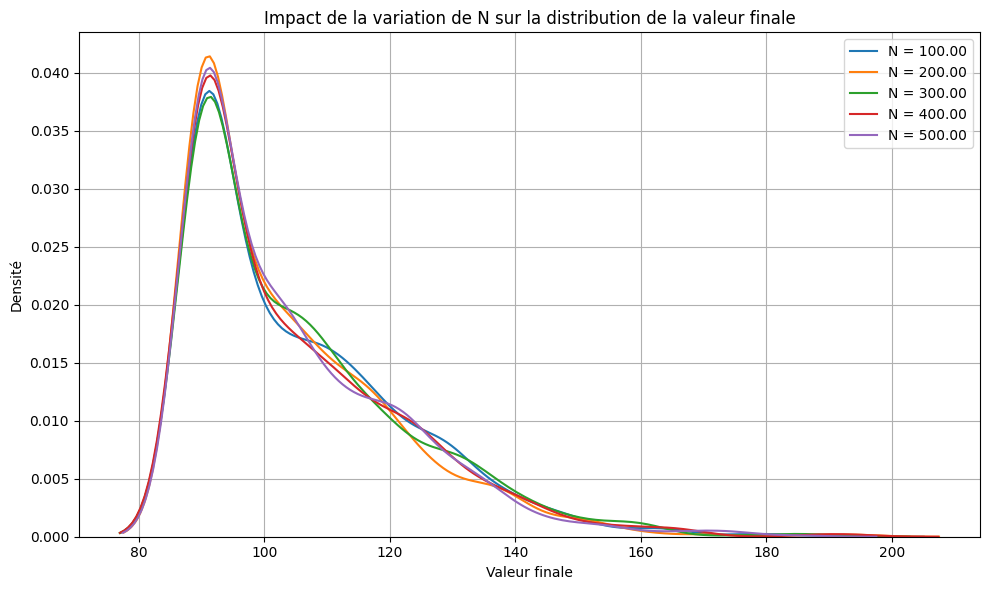 Impact de la variation de N sur la distribution de la valeur finale
N = 100.00
N = 200.00
N = 300.00
N = 400.00
N = 500.00
0.040
0.035
0.030
0.025
0.020
0.015
0.010
0.005
0.000
Densité
80
100
120
140
160
180
200
Valeur finale